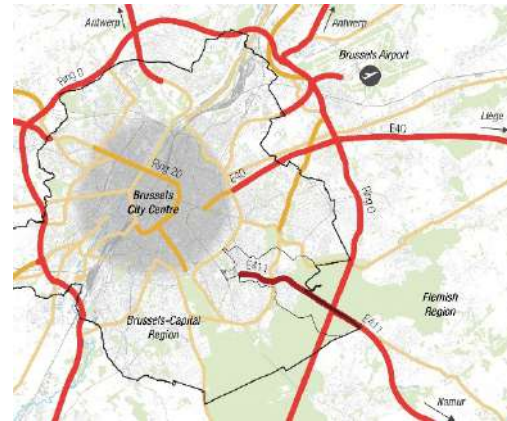 Antwerp
Antwerp
Brussels Airport
Ring 0
Liège
E40
Ring 20
E40
Brussels
City Centre
Ring 0
E411
Flemish
Region
E411
Brussels-Capital
Region
Namur